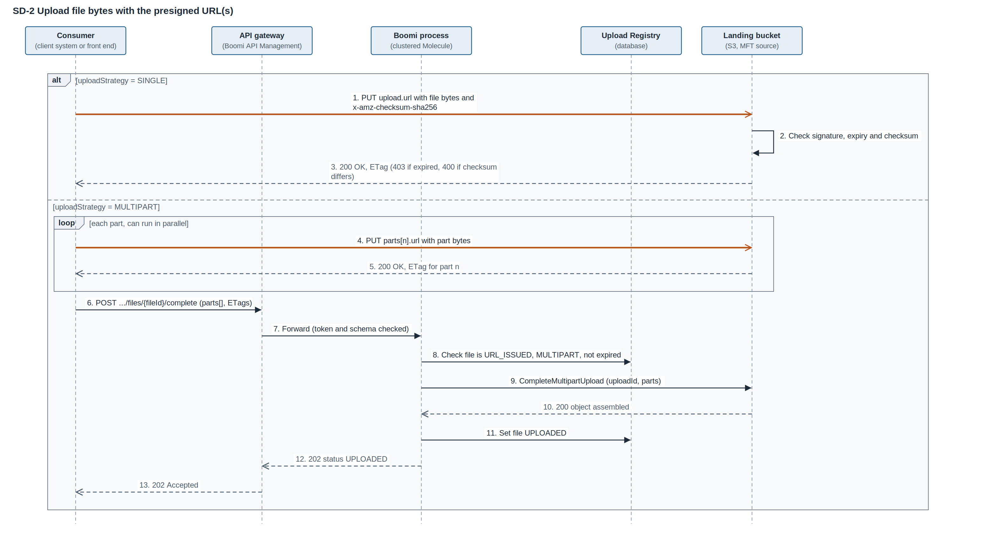 SD-2 Upload file bytes with the presigned URL(s)
Consumer
(client system or front end)
API gateway
(Boomi API Management)
Boomi process
(clustered Molecule)
Upload Registry
(database)
Landing bucket
(S3, MFT source)
alt
[uploadStrategy = SINGLE]
1. PUT upload.url with file bytes and
x-amz-checksum-sha256
2. Check signature, expiry and checksum
3. 200 OK, ETag (403 if expired, 400 if checksum
differs)
[uploadStrategy = MULTIPART]
loop
[each part, can run in parallel]
4. PUT parts[n].url with part bytes
5. 200 OK, ETag for part n
6. POST .../files/{fileId}/complete (parts[], ETags)
7. Forward (token and schema checked)
8. Check file is URL_ISSUED, MULTIPART, not expired
9. CompleteMultipartUpload (uploadId, parts)
10. 200 object assembled
11. Set file UPLOADED
12. 202 status UPLOADED
13. 202 Accepted